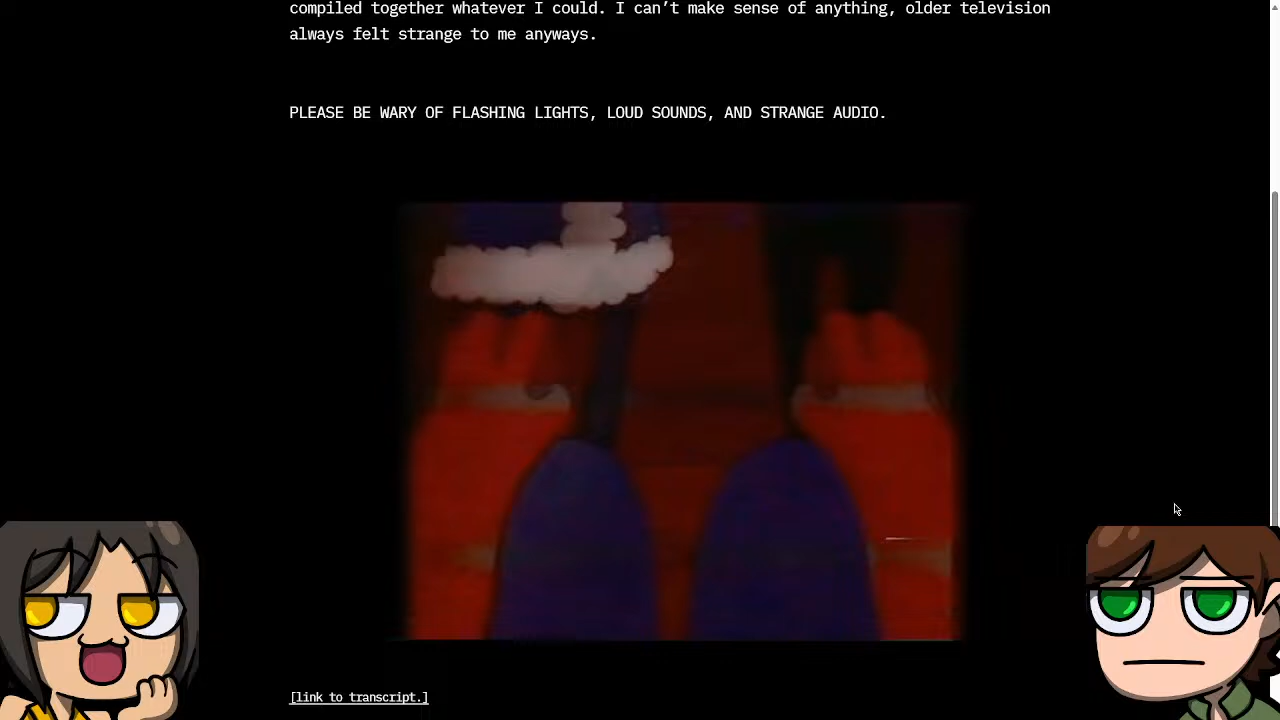 compiled together whatever I could. I can’t make sense of anything, older television
always felt strange to me anyways.
PLEASE BE WARY OF FLASHING LIGHTS, LOUD SOUNDS, AND STRANGE AUDIO.
[link to transcript.]